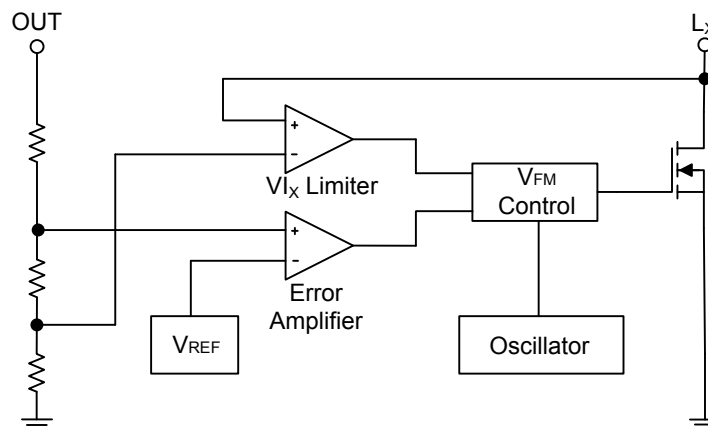 OUT
Lx
+
-
VIx Limiter
VFM
Control
+
-
Error
Amplifier
VREF
Oscillator